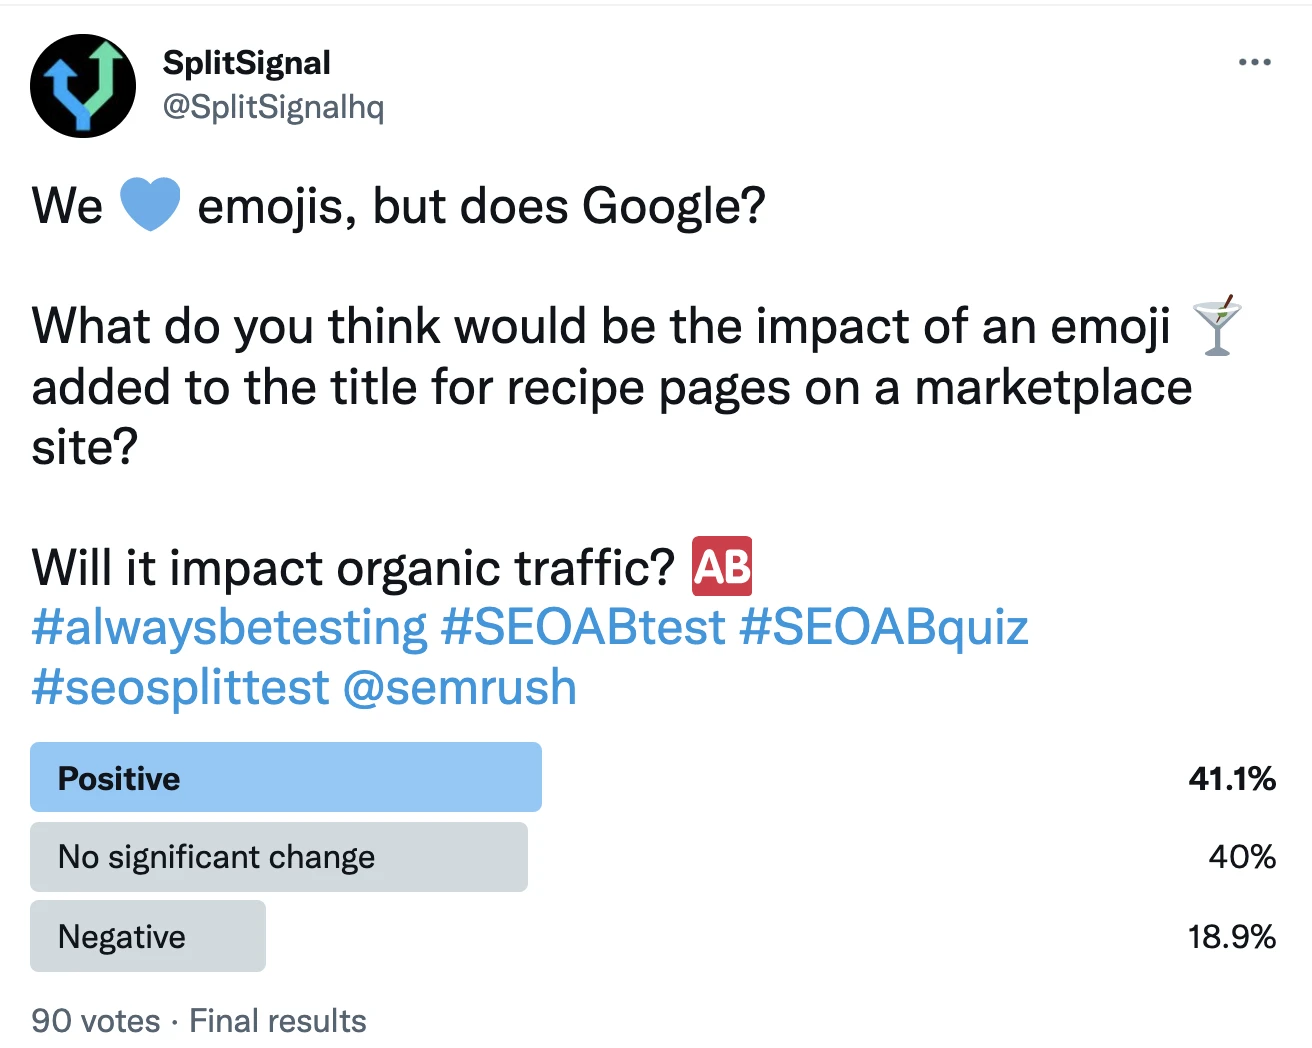 SplitSignal
@SplitSignalhq
We 💙 emojis, but does Google?
What do you think would be the impact of an emoji 🍸
added to the title for recipe pages on a marketplace
site?
Will it impact organic traffic? 🆎
#alwaysbetesting #SEOABtest #SEOABquiz
#seosplittest @semrush
Positive 41.1%
No significant change 40%
Negative 18.9%
90 votes · Final results